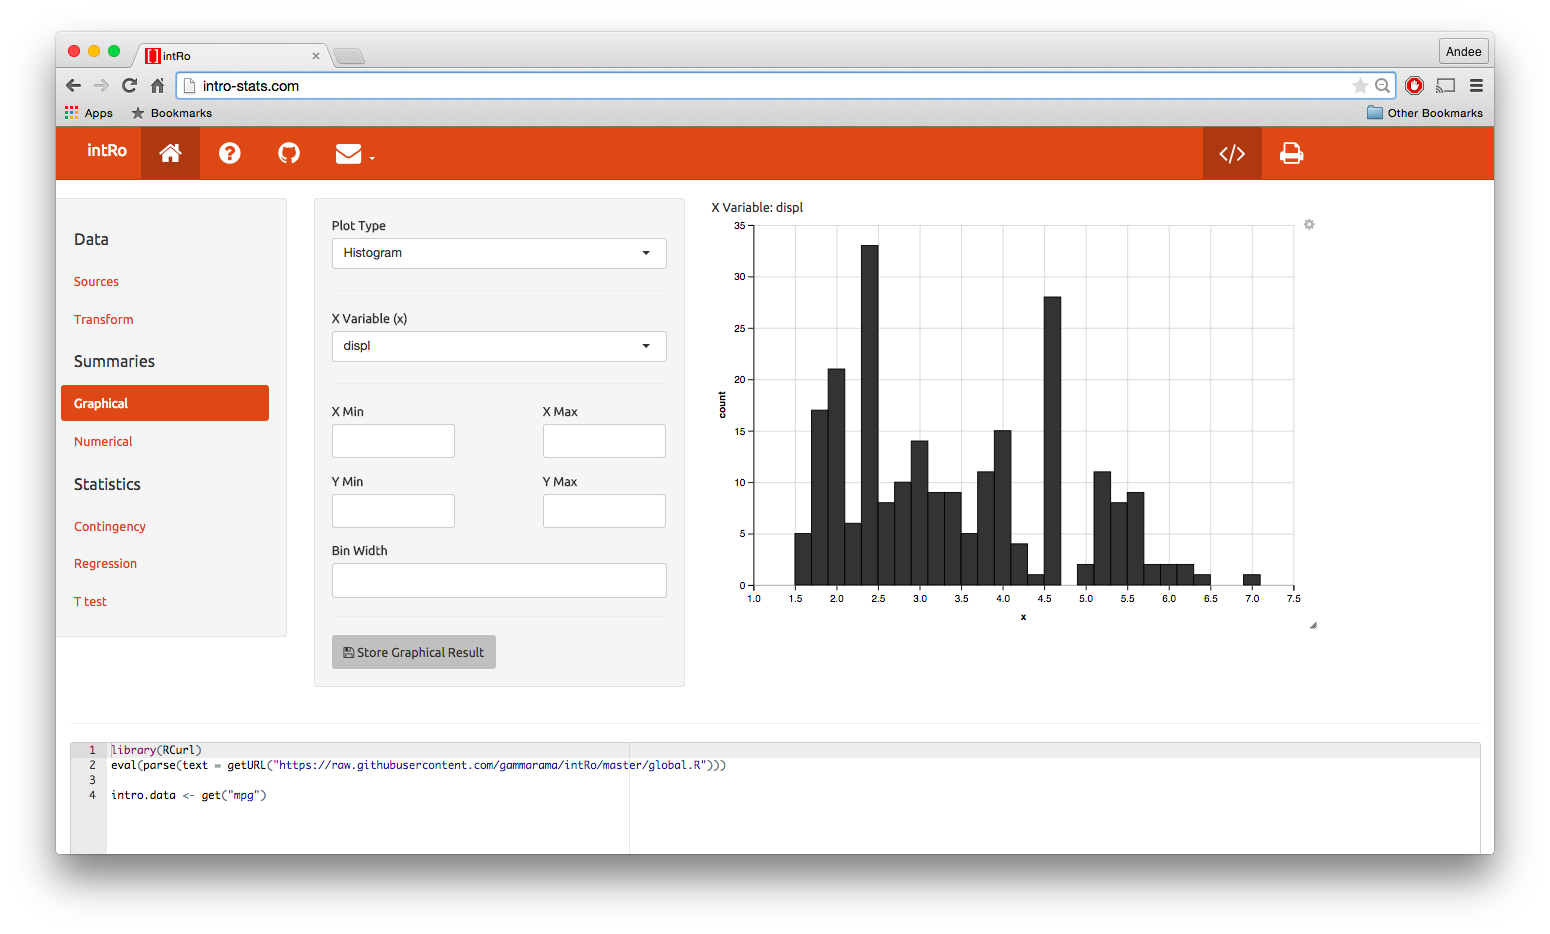 intRo
Andee
intro-stats.com
Apps
Bookmarks
Other Bookmarks
intRo
Data
Sources
Transform
Summaries
Graphical
Numerical
Statistics
Contingency
Regression
T test
Plot Type
Histogram
X Variable (x)
displ
X Min
X Max
Y Min
Y Max
Bin Width
Store Graphical Result
X Variable: displ
35
30
25
20
15
10
5
0
count
1.0 1.5 2.0 2.5 3.0 3.5 4.0 4.5 5.0 5.5 6.0 6.5 7.0 7.5
x
1 library(RCurl)
2 eval(parse(text = getURL("https://raw.githubusercontent.com/gammarama/intRo/master/global.R")))
3
4 intro.data <- get("mpg")